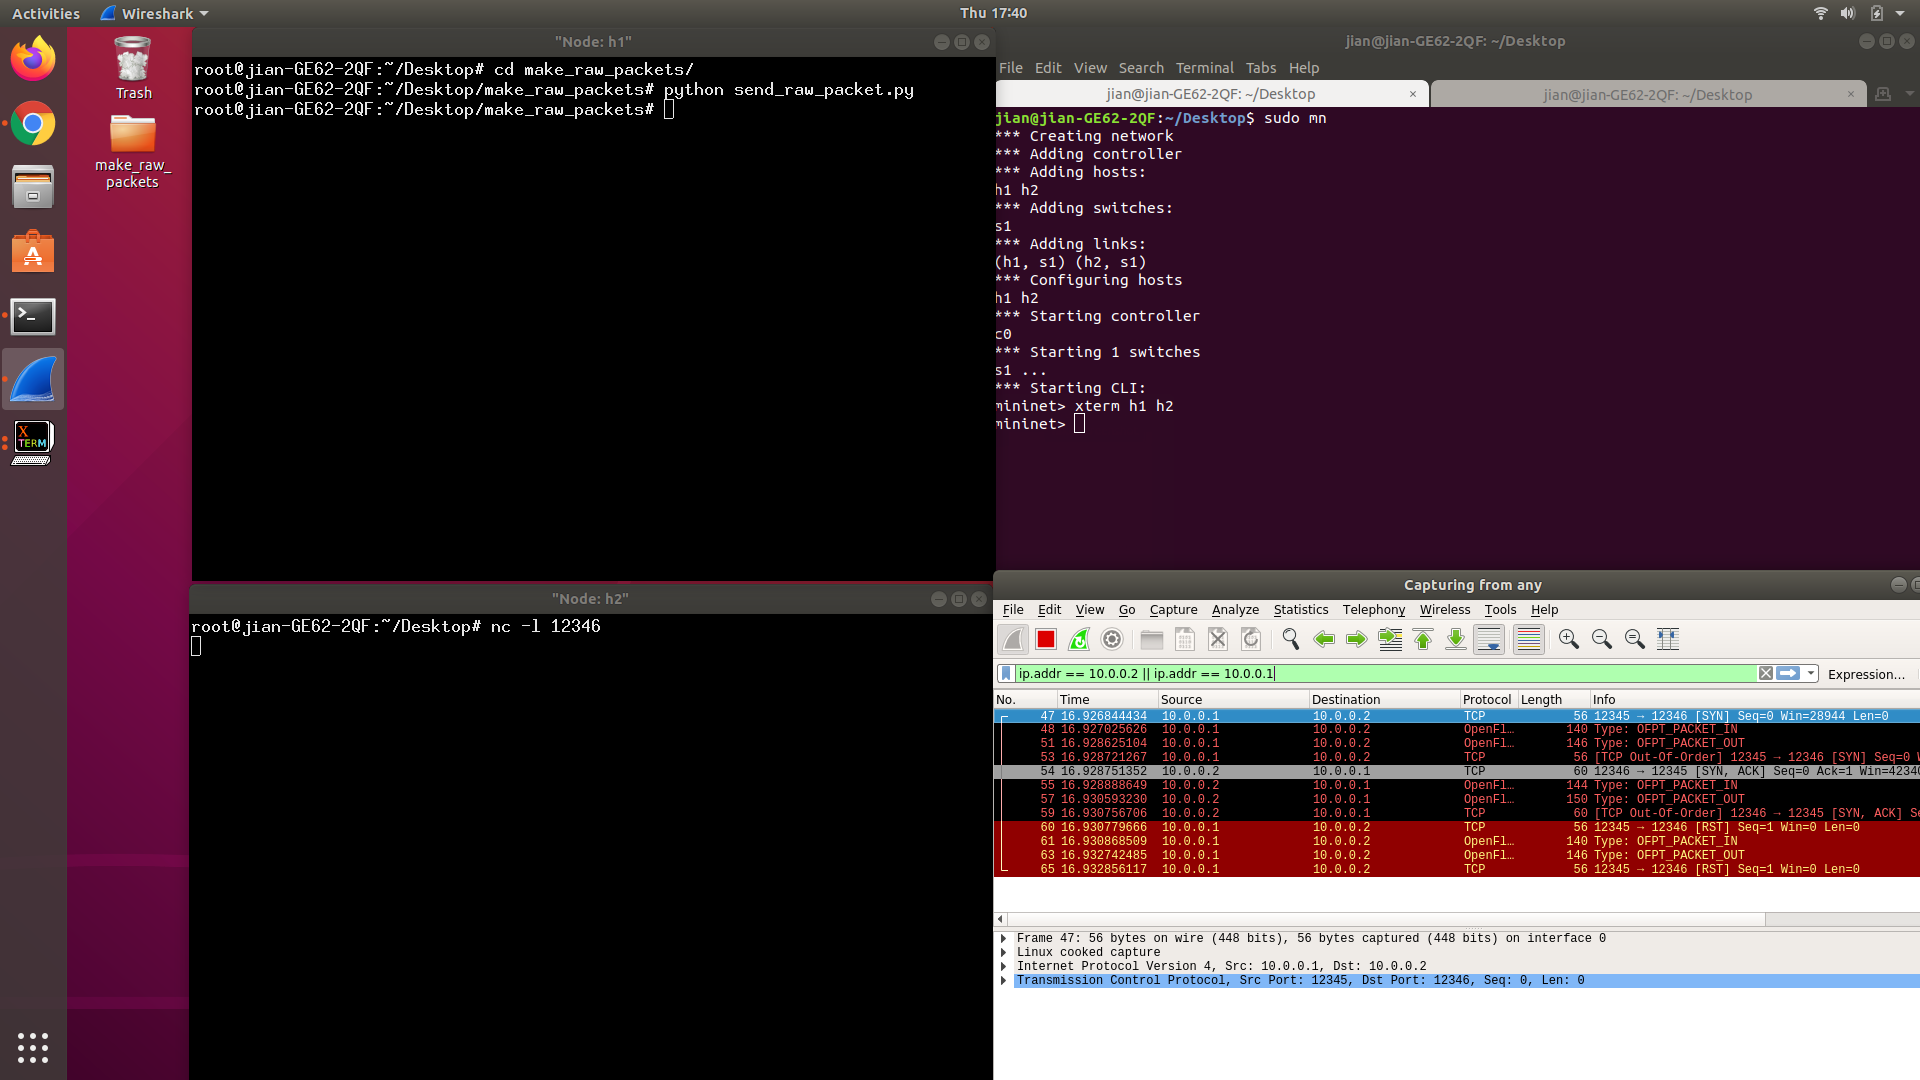 Activities
Wireshark
Thu 17:40
Trash
make_raw_
packets
X
TERM
"Node: h1"
root@jian-GE62-2QF:~/Desktop# cd make_raw_packets/
root@jian-GE62-2QF:~/Desktop/make_raw_packets# python send_raw_packet.py
root@jian-GE62-2QF:~/Desktop/make_raw_packets#
jian@jian-GE62-2QF: ~/Desktop
File Edit View Search Terminal Tabs Help
jian@jian-GE62-2QF: ~/Desktop × jian@jian-GE62-2QF: ~/Desktop ×
jian@jian-GE62-2QF:~/Desktop$ sudo mn
*** Creating network
*** Adding controller
*** Adding hosts:
h1 h2
*** Adding switches:
s1
*** Adding links:
(h1, s1) (h2, s1)
*** Configuring hosts
h1 h2
*** Starting controller
c0
*** Starting 1 switches
s1 ...
*** Starting CLI:
mininet> xterm h1 h2
mininet>
"Node: h2"
root@jian-GE62-2QF:~/Desktop# nc -l 12346
Capturing from any
File Edit View Go Capture Analyze Statistics Telephony Wireless Tools Help
ip.addr == 10.0.0.2 || ip.addr == 10.0.0.1
Expression…
No. Time Source Destination Protocol Length Info
47 16.926844434 10.0.0.1 10.0.0.2 TCP 56 12345 → 12346 [SYN] Seq=0 Win=28944 Len=0
48 16.927025626 10.0.0.1 10.0.0.2 OpenFl… 140 Type: OFPT_PACKET_IN
51 16.928625104 10.0.0.1 10.0.0.2 OpenFl… 146 Type: OFPT_PACKET_OUT
53 16.928721267 10.0.0.1 10.0.0.2 TCP 56 [TCP Out-Of-Order] 12345 → 12346 [SYN] Seq=0 W
54 16.928751352 10.0.0.2 10.0.0.1 TCP 60 12346 → 12345 [SYN, ACK] Seq=0 Ack=1 Win=42340
55 16.928888649 10.0.0.2 10.0.0.1 OpenFl… 144 Type: OFPT_PACKET_IN
57 16.930593230 10.0.0.2 10.0.0.1 OpenFl… 150 Type: OFPT_PACKET_OUT
59 16.930756706 10.0.0.2 10.0.0.1 TCP 60 [TCP Out-Of-Order] 12346 → 12345 [SYN, ACK] Se
60 16.930779666 10.0.0.1 10.0.0.2 TCP 56 12345 → 12346 [RST] Seq=1 Win=0 Len=0
61 16.930868509 10.0.0.1 10.0.0.2 OpenFl… 140 Type: OFPT_PACKET_IN
63 16.932742485 10.0.0.1 10.0.0.2 OpenFl… 146 Type: OFPT_PACKET_OUT
65 16.932856117 10.0.0.1 10.0.0.2 TCP 56 12345 → 12346 [RST] Seq=1 Win=0 Len=0
Frame 47: 56 bytes on wire (448 bits), 56 bytes captured (448 bits) on interface 0
Linux cooked capture
Internet Protocol Version 4, Src: 10.0.0.1, Dst: 10.0.0.2
Transmission Control Protocol, Src Port: 12345, Dst Port: 12346, Seq: 0, Len: 0